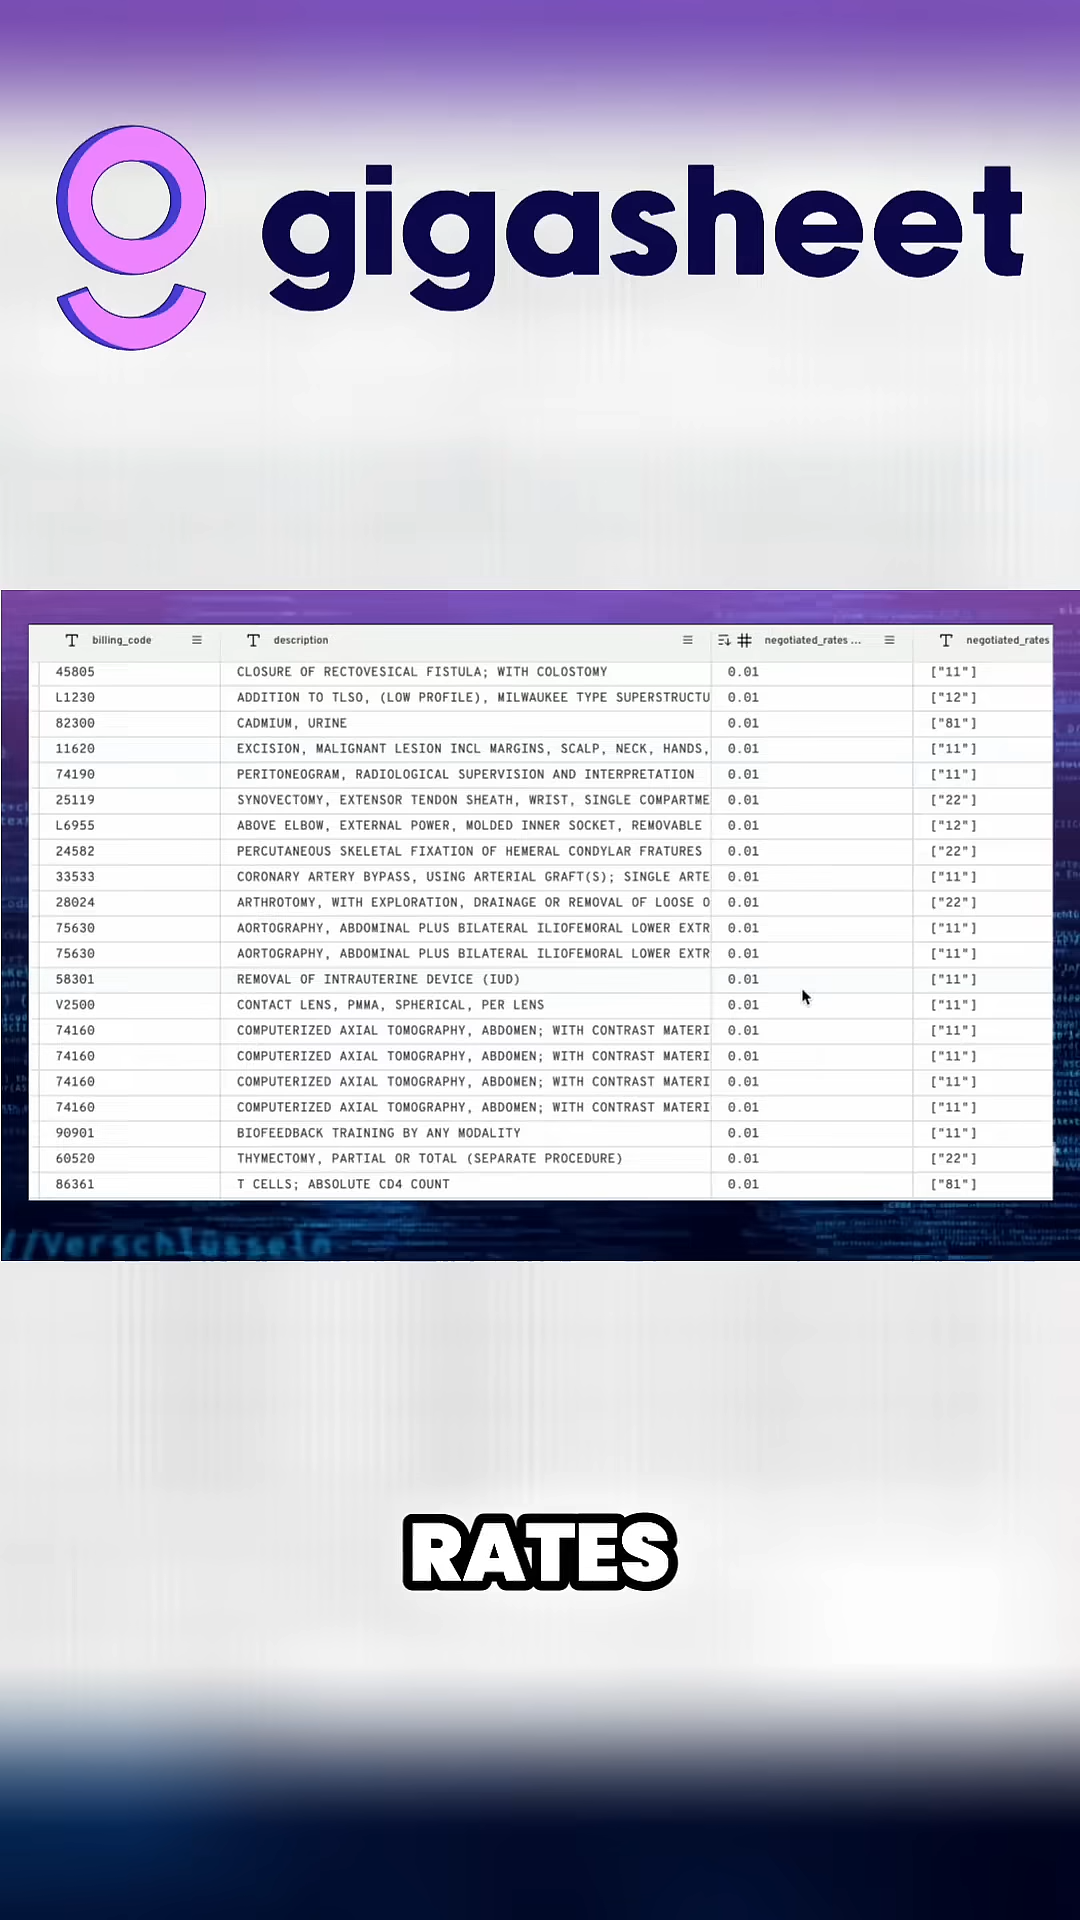 gigasheet
billing_code description negotiated_rates ... negotiated_rates
45805 CLOSURE OF RECTOVESICAL FISTULA; WITH COLOSTOMY 0.01 ["11"]
L1230 ADDITION TO TLSO, (LOW PROFILE), MILWAUKEE TYPE SUPERSTRUCTU 0.01 ["12"]
82300 CADMIUM, URINE 0.01 ["81"]
11620 EXCISION, MALIGNANT LESION INCL MARGINS, SCALP, NECK, HANDS, 0.01 ["11"]
74190 PERITONEOGRAM, RADIOLOGICAL SUPERVISION AND INTERPRETATION 0.01 ["11"]
25119 SYNOVECTOMY, EXTENSOR TENDON SHEATH, WRIST, SINGLE COMPARTME 0.01 ["22"]
L6955 ABOVE ELBOW, EXTERNAL POWER, MOLDED INNER SOCKET, REMOVABLE 0.01 ["12"]
24582 PERCUTANEOUS SKELETAL FIXATION OF HEMERAL CONDYLAR FRATURES 0.01 ["22"]
33533 CORONARY ARTERY BYPASS, USING ARTERIAL GRAFT(S); SINGLE ARTE 0.01 ["11"]
28024 ARTHROTOMY, WITH EXPLORATION, DRAINAGE OR REMOVAL OF LOOSE O 0.01 ["22"]
75630 AORTOGRAPHY, ABDOMINAL PLUS BILATERAL ILIOFEMORAL LOWER EXTR 0.01 ["11"]
75630 AORTOGRAPHY, ABDOMINAL PLUS BILATERAL ILIOFEMORAL LOWER EXTR 0.01 ["11"]
58301 REMOVAL OF INTRAUTERINE DEVICE (IUD) 0.01 ["11"]
V2500 CONTACT LENS, PMMA, SPHERICAL, PER LENS 0.01 ["11"]
74160 COMPUTERIZED AXIAL TOMOGRAPHY, ABDOMEN; WITH CONTRAST MATERI 0.01 ["11"]
74160 COMPUTERIZED AXIAL TOMOGRAPHY, ABDOMEN; WITH CONTRAST MATERI 0.01 ["11"]
74160 COMPUTERIZED AXIAL TOMOGRAPHY, ABDOMEN; WITH CONTRAST MATERI 0.01 ["11"]
74160 COMPUTERIZED AXIAL TOMOGRAPHY, ABDOMEN; WITH CONTRAST MATERI 0.01 ["11"]
90901 BIOFEEDBACK TRAINING BY ANY MODALITY 0.01 ["11"]
60520 THYMECTOMY, PARTIAL OR TOTAL (SEPARATE PROCEDURE) 0.01 ["22"]
86361 T CELLS; ABSOLUTE CD4 COUNT 0.01 ["81"]
//Verschlüsseln
RATES